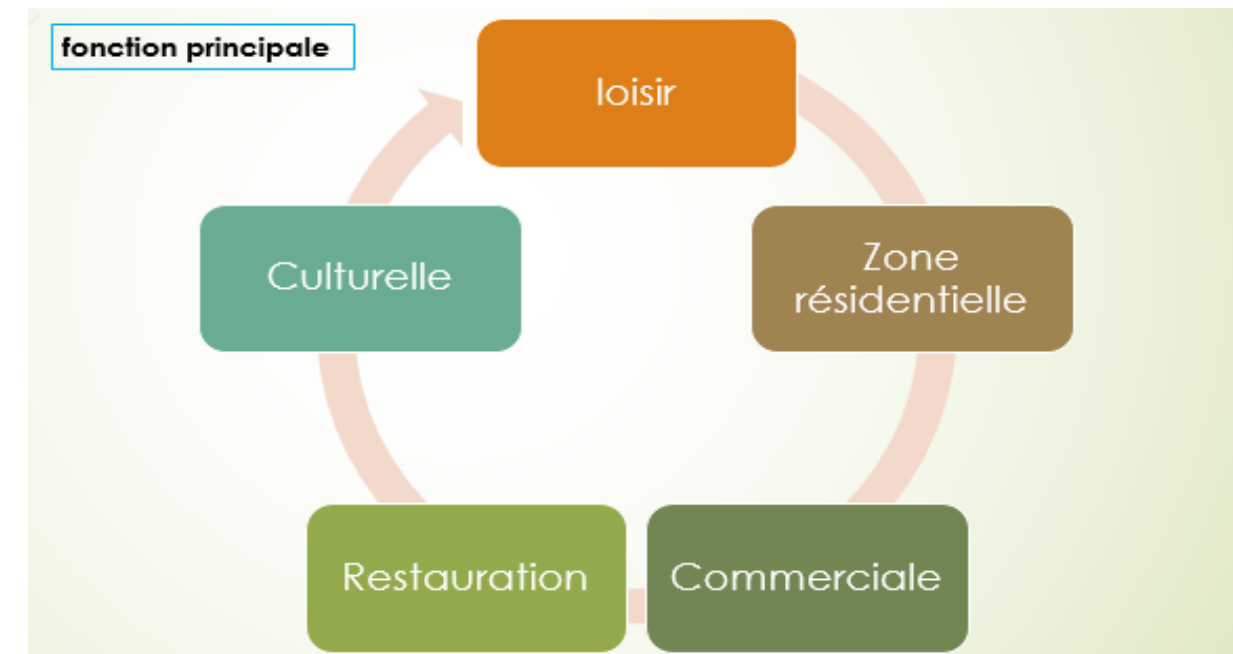 fonction principale
loisir
Zone
résidentielle
Commerciale
Restauration
Culturelle